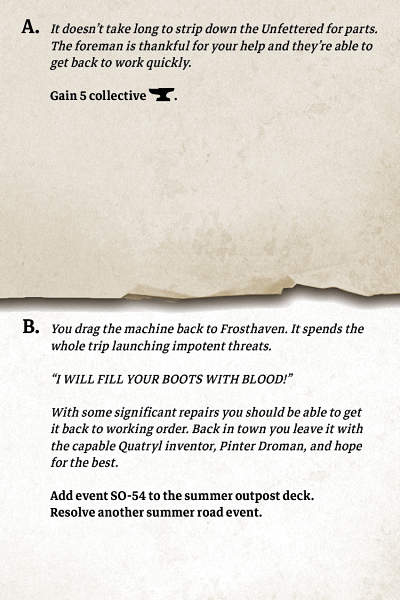 A. It doesn't take long to strip down the Unfettered for parts.
The foreman is thankful for your help and they're able to
get back to work quickly.
Gain 5 collective .
B. You drag the machine back to Frosthaven. It spends the
whole trip launching impotent threats.
“I WILL FILL YOUR BOOTS WITH BLOOD!”
With some significant repairs you should be able to get
it back to working order. Back in town you leave it with
the capable Quatryl inventor, Pinter Droman, and hope
for the best.
Add event SO-54 to the summer outpost deck.
Resolve another summer road event.